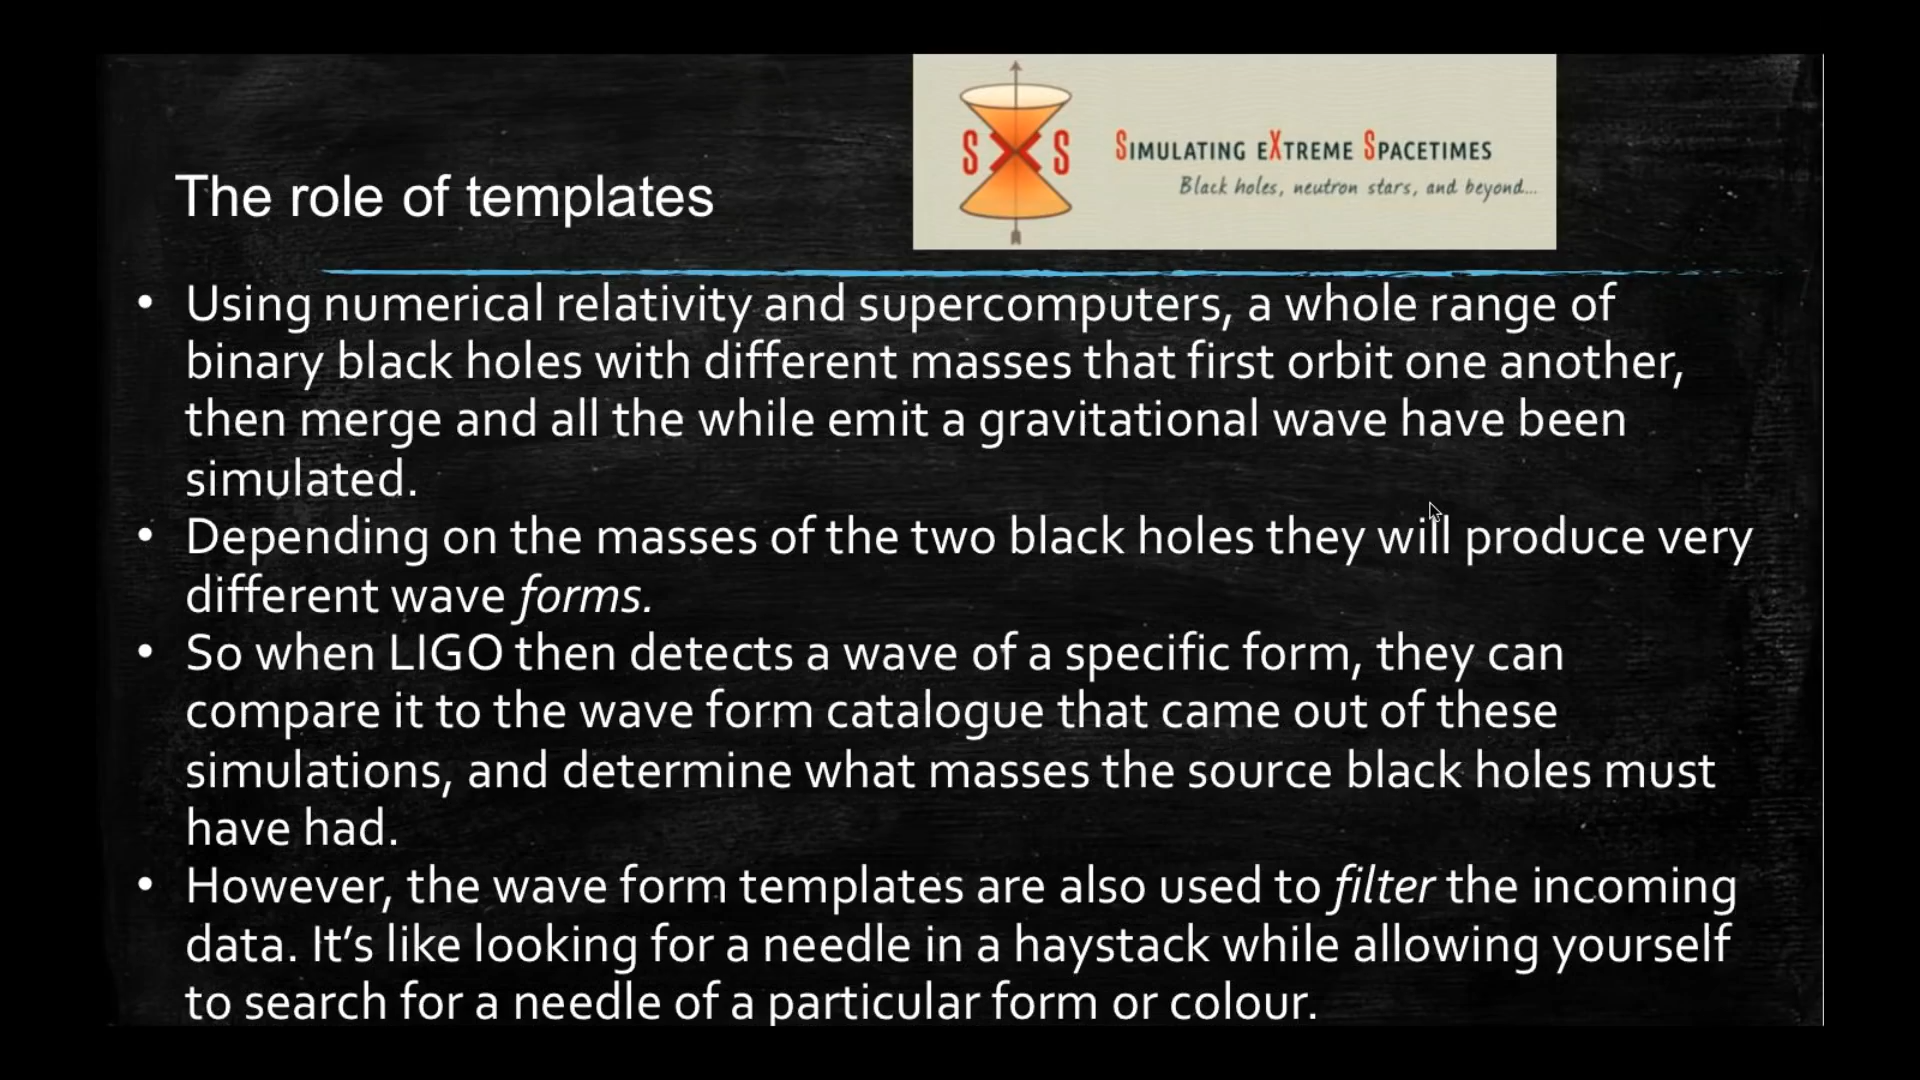 S X S
SIMULATING EXTREME SPACETIMES
Black holes, neutron stars, and beyond...
The role of templates
• Using numerical relativity and supercomputers, a whole range of
binary black holes with different masses that first orbit one another,
then merge and all the while emit a gravitational wave have been
simulated.
• Depending on the masses of the two black holes they will produce very
different wave forms.
• So when LIGO then detects a wave of a specific form, they can
compare it to the wave form catalogue that came out of these
simulations, and determine what masses the source black holes must
have had.
• However, the wave form templates are also used to filter the incoming
data. It’s like looking for a needle in a haystack while allowing yourself
to search for a needle of a particular form or colour.